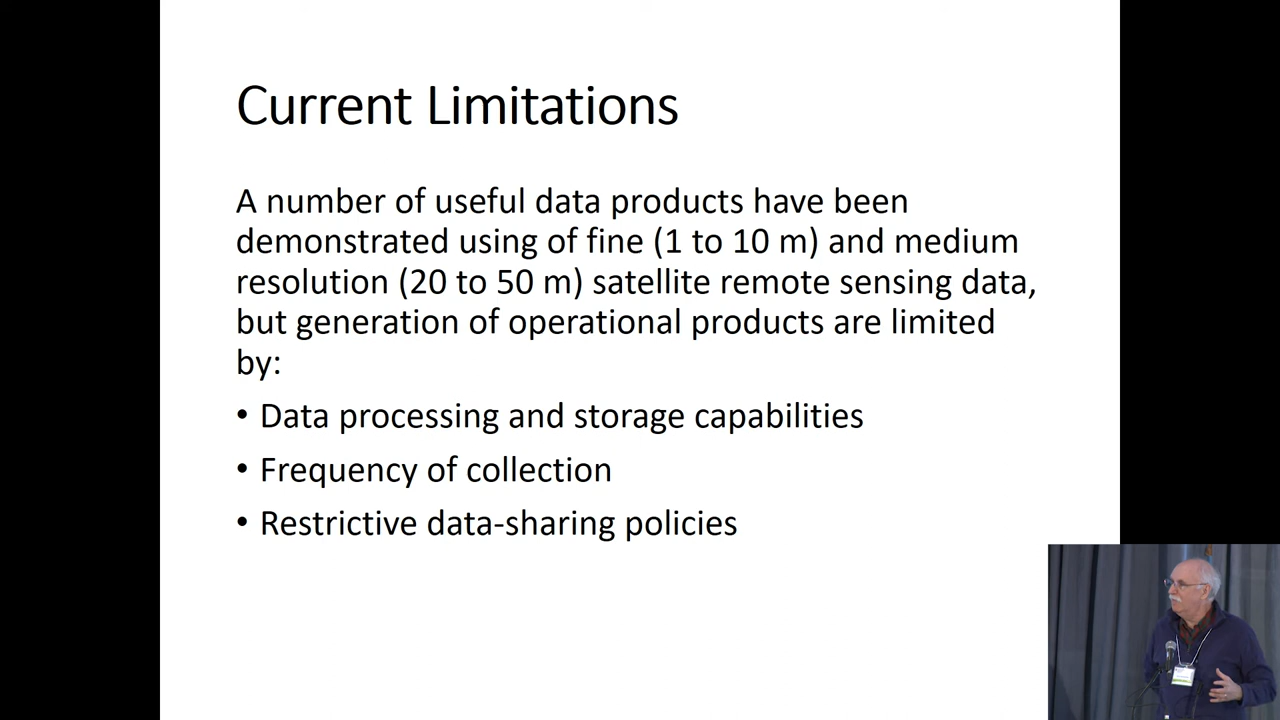 Current Limitations
A number of useful data products have been
demonstrated using of fine (1 to 10 m) and medium
resolution (20 to 50 m) satellite remote sensing data,
but generation of operational products are limited
by:
• Data processing and storage capabilities
• Frequency of collection
• Restrictive data-sharing policies